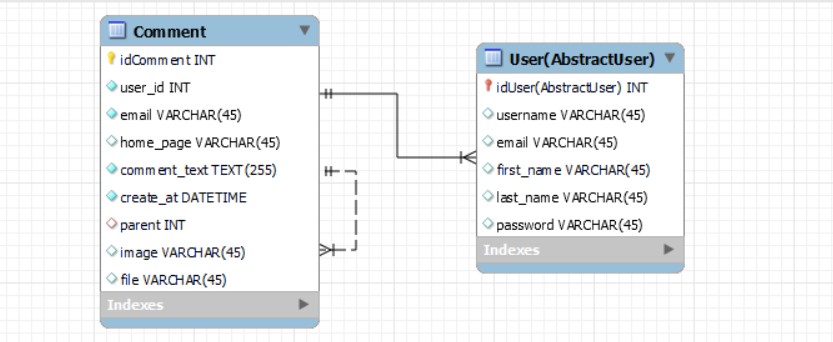 Comment
idComment INT
user_id INT
email VARCHAR(45)
home_page VARCHAR(45)
comment_text TEXT(255)
create_at DATETIME
parent INT
image VARCHAR(45)
file VARCHAR(45)
Indexes
User(AbstractUser)
idUser(AbstractUser) INT
username VARCHAR(45)
email VARCHAR(45)
first_name VARCHAR(45)
last_name VARCHAR(45)
password VARCHAR(45)
Indexes